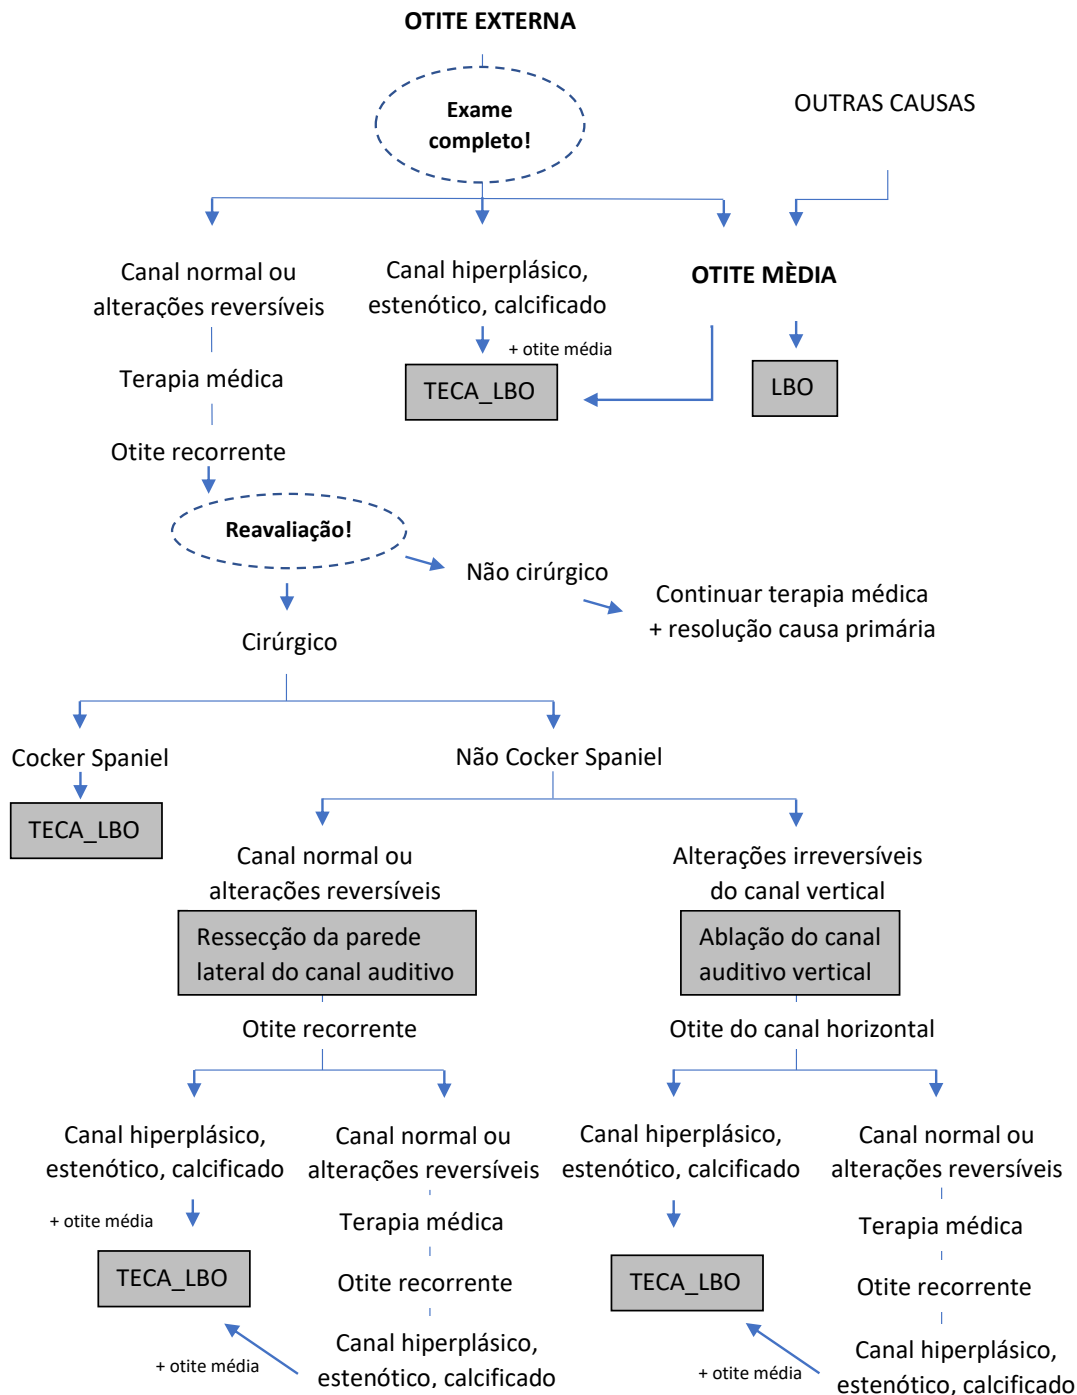 OTITE EXTERNA
Exame
completo!
OUTRAS CAUSAS
Canal normal ou
alterações reversíveis
Canal hiperplásico,
estenótico, calcificado
OTITE MÈDIA
Terapia médica
+ otite média
TECA_LBO
LBO
Otite recorrente
Reavaliação!
Não cirúrgico
Continuar terapia médica
+ resolução causa primária
Cirúrgico
Cocker Spaniel
Não Cocker Spaniel
TECA_LBO
Canal normal ou
alterações reversíveis
Alterações irreversíveis
do canal vertical
Ressecção da parede
lateral do canal auditivo
Ablação do canal
auditivo vertical
Otite recorrente
Otite do canal horizontal
Canal hiperplásico,
estenótico, calcificado
Canal normal ou
alterações reversíveis
Canal hiperplásico,
estenótico, calcificado
Canal normal ou
alterações reversíveis
+ otite média
Terapia médica
Terapia médica
TECA_LBO
Otite recorrente
TECA_LBO
Otite recorrente
+ otite média
Canal hiperplásico,
estenótico, calcificado
+ otite média
Canal hiperplásico,
estenótico, calcificado